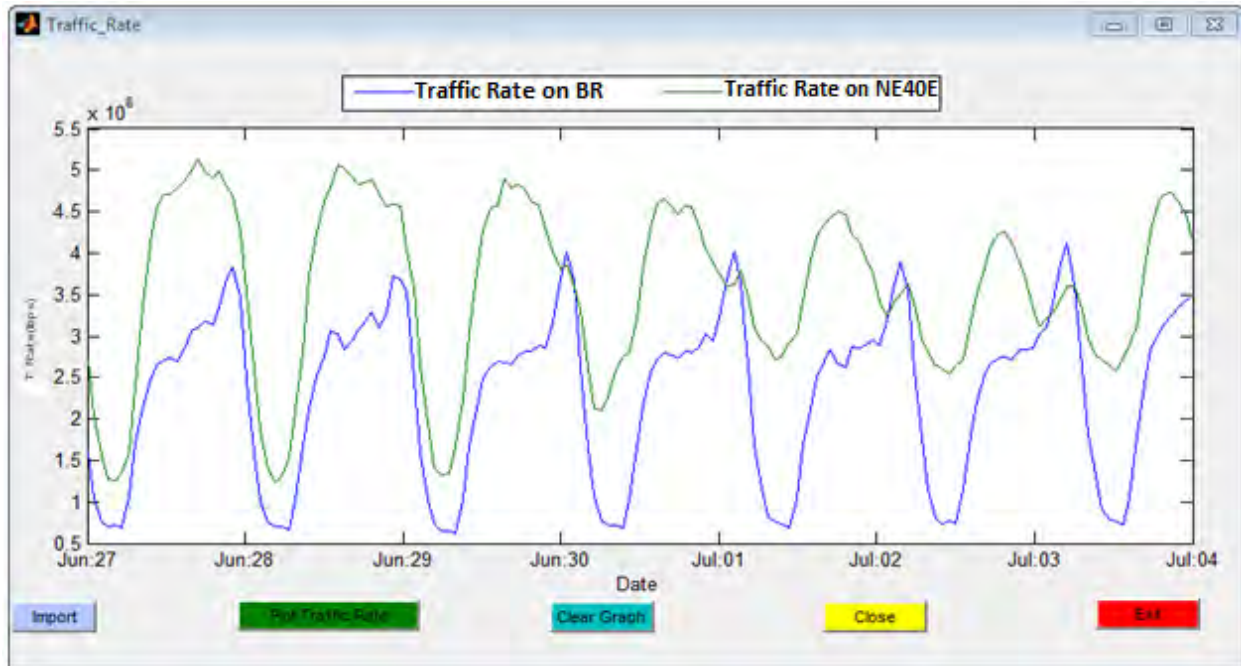 Traffic_Rate
Traffic Rate on BR Traffic Rate on NE40E
x 10⁶
5.5
5
4.5
4
3.5
3
2.5
2
1.5
1
0.5
Jun:27 Jun:28 Jun:29 Jun:30 Jul:01 Jul:02 Jul:03 Jul:04
Date
Import Plot Traffic Rate Clear Graph Close Exit